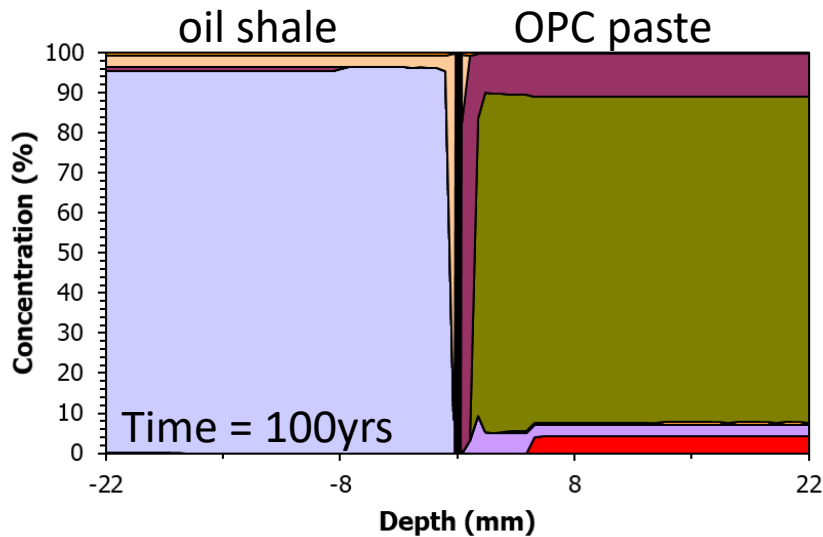 oil shale OPC paste
100
90
80
70
60
50
40
30
20
10
0
Concentration (%)
Time = 100yrs
-22 -8 8 22
Depth (mm)